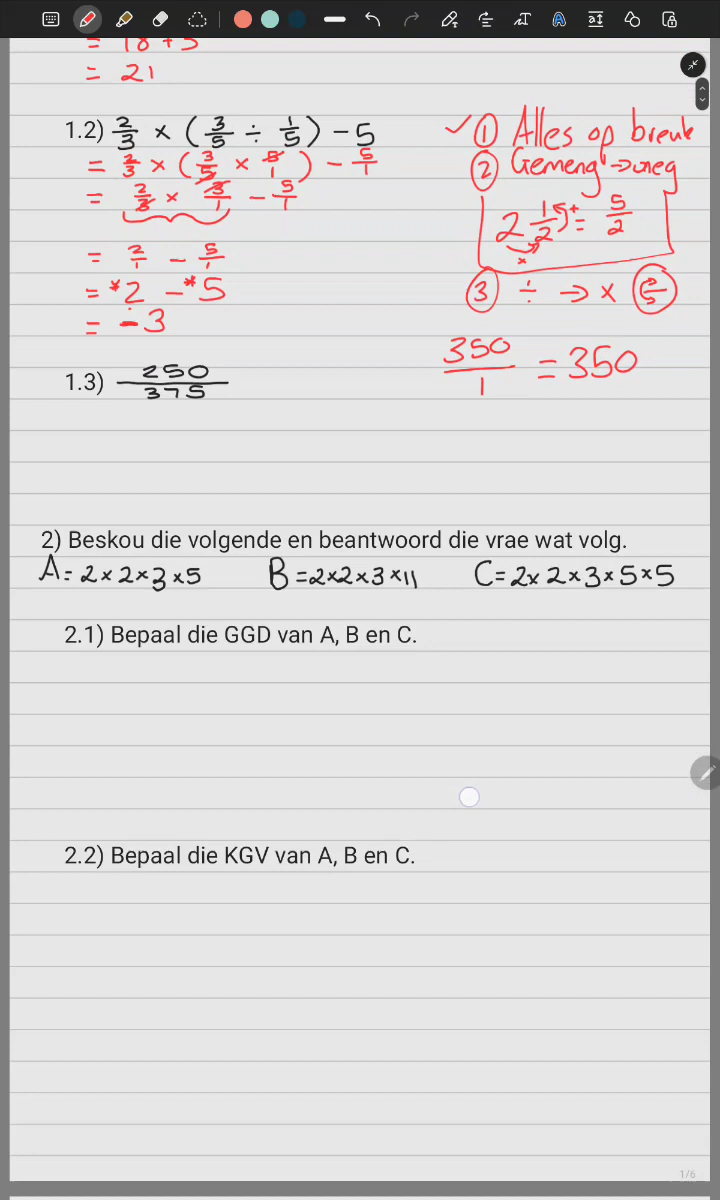 = 18 + 3
= 21
1.2) 2/3 × (3/5 ÷ 1/5) - 5
= 2/3 × (3/5 × 5/1) - 5/1
= 2/3 × 3/1 - 5/1
= 2/1 - 5/1
= *2 - *5
= -3
✓① Alles op breuk
② Gemeng → weg
2 1/2 + = 5/2
×
③ ÷ → × (2/5)
350/1 = 350
1.3) 250/375
2) Beskou die volgende en beantwoord die vrae wat volg.
A = 2 × 2 × 3 × 5 B = 2×2×3×11 C = 2× 2×3×5×5
2.1) Bepaal die GGD van A, B en C.
2.2) Bepaal die KGV van A, B en C.
1/6